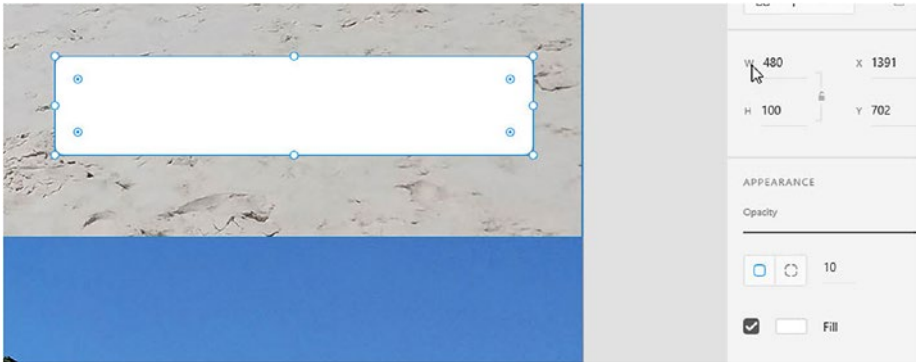 W 480 X 1391
H 100 Y 702
APPEARANCE
Opacity
10
Fill